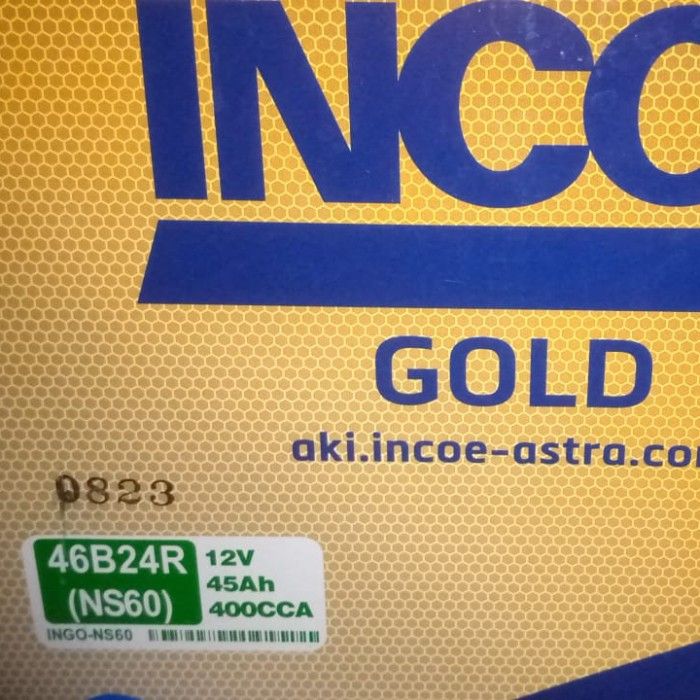 INCO
GOLD
aki.incoe-astra.co
0823
46B24R
(NS60)
12V
45Ah
400CCA
INGO-NS60